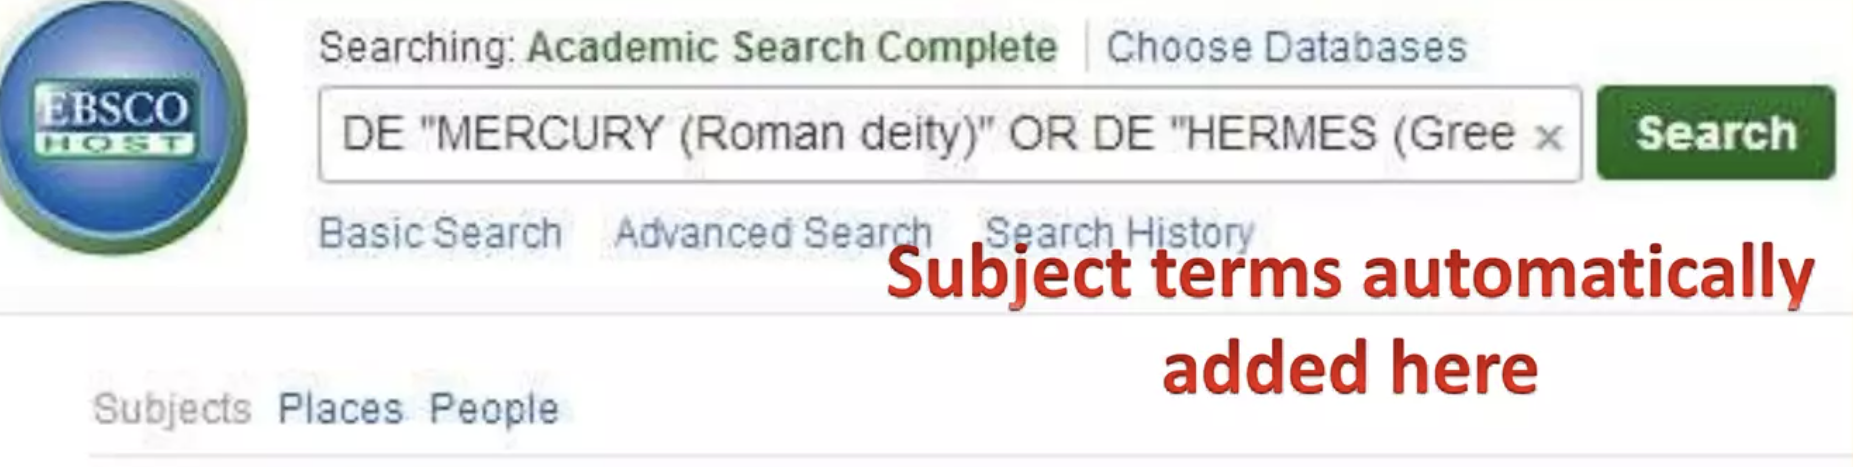 EBSCO
HOST
Searching: Academic Search Complete Choose Databases
DE "MERCURY (Roman deity)" OR DE "HERMES (Gree ×
Search
Basic Search Advanced Search Search History
Subject terms automatically
added here
Subjects Places People